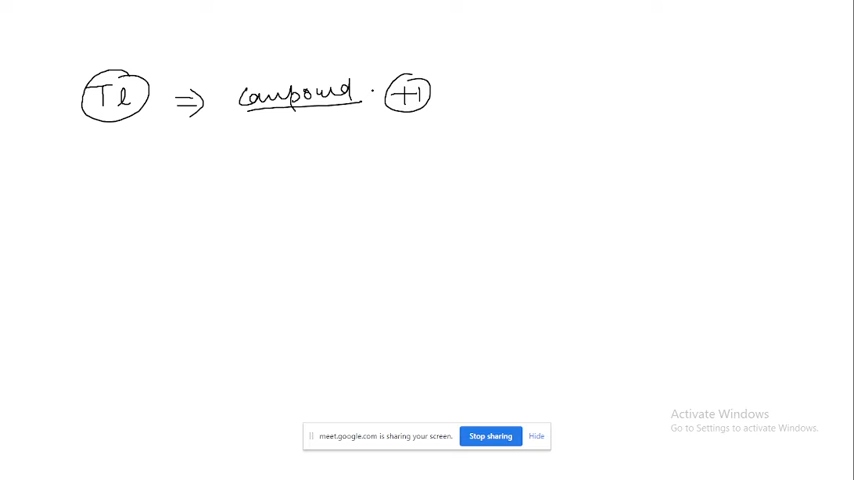 Tl ⇒ compound . +1
Activate Windows
Go to Settings to activate Windows.
meet.google.com is sharing your screen. Stop sharing Hide